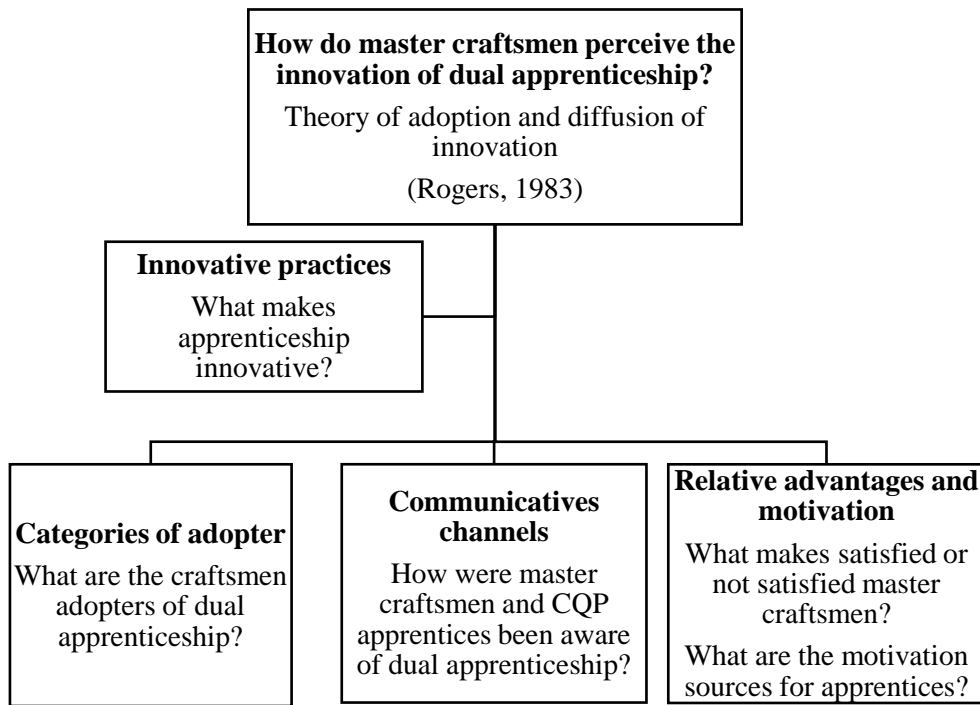 How do master craftsmen perceive the
innovation of dual apprenticeship?
Theory of adoption and diffusion of
innovation
(Rogers, 1983)
Innovative practices
What makes
apprenticeship
innovative?
Categories of adopter
What are the craftsmen
adopters of dual
apprenticeship?
Communicatives
channels
How were master
craftsmen and CQP
apprentices been aware
of dual apprenticeship?
Relative advantages and
motivation
What makes satisfied or
not satisfied master
craftsmen?
What are the motivation
sources for apprentices?